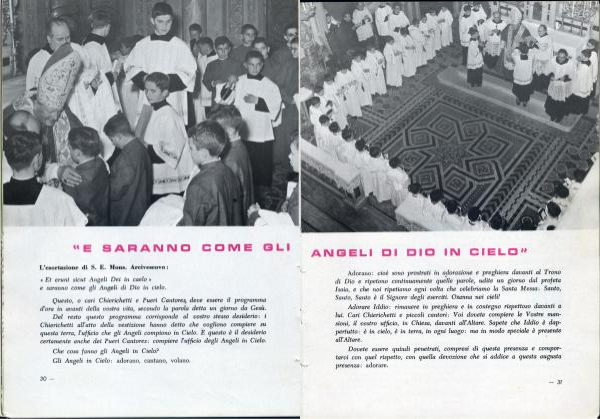 "E SARANNO COME GLI ANGELI DI DIO IN CIELO"
L'esortazione di S. E. Mons. Arcivescovo:
« Et erunt sicut Angeli Dei in caelo »
e saranno come gli Angeli di Dio in cielo.
Questo, o cari Chierichetti e Pueri Cantores, deve essere il programma
d'ora in avanti della vostra vita, secondo la parola detta un giorno da Gesù.
Del resto questo programma corrisponde al vostro stesso desiderio: i
Chierichetti all'atto della vestizione hanno detto che vogliono compiere su
questa terra, l'ufficio che gli Angeli compiono in Cielo. E questo è il desiderio
certamente anche dei Pueri Cantores: compiere l'ufficio degli Angeli in Cielo.
Che cosa fanno gli Angeli in Cielo?
Gli Angeli in Cielo: adorano, cantano, volano.
30 —
Adorano: cioè sono prostrati in adorazione e preghiera davanti al Trono
di Dio e ripetono continuamente quelle parole, udite un giorno dal profeta
Isaia, e che noi ripetiamo ogni volta che celebriamo la Santa Messa: Santo,
Santo, Santo è il Signore degli eserciti. Osanna nei cieli!
Adorare Iddio: rimanere in preghiera e in contegno rispettoso davanti a
lui. Cari Chierichetti e piccoli cantori: Voi dovete compiere le Vostre man-
sioni, il vostro ufficio, in Chiesa, davanti all'Altare. Sapete che Iddio è dap-
pertutto: è in cielo, è in terra, in ogni luogo: ma in modo speciale è presente
all'Altare.
Dovete essere quindi penetrati, compresi di questa presenza e compor-
tarvi con quel rispetto, con quella devozione che si addice a questa augusta
presenza: adorare.
— 31